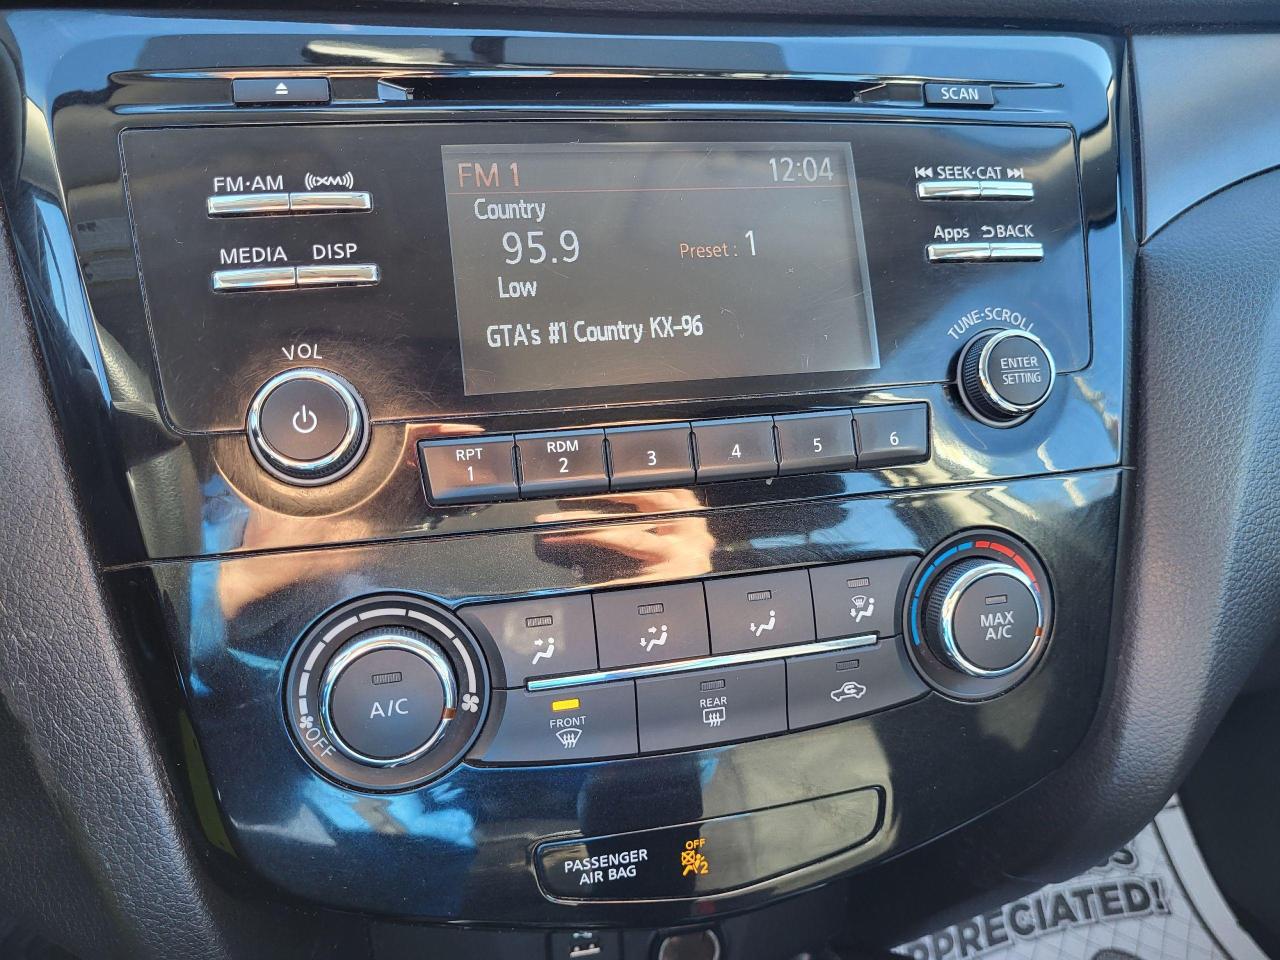 SCAN
FM·AM
((XM))
MEDIA
DISP
VOL
FM 1
12:04
Country
95.9
Preset : 1
Low
GTA's #1 Country KX-96
SEEK·CAT
Apps
BACK
TUNE·SCROLL
ENTER
SETTING
RPT
1
RDM
2
3
4
5
6
A/C
OFF
FRONT
REAR
MAX
A/C
PASSENGER
AIR BAG
OFF
2
PRECIATED!